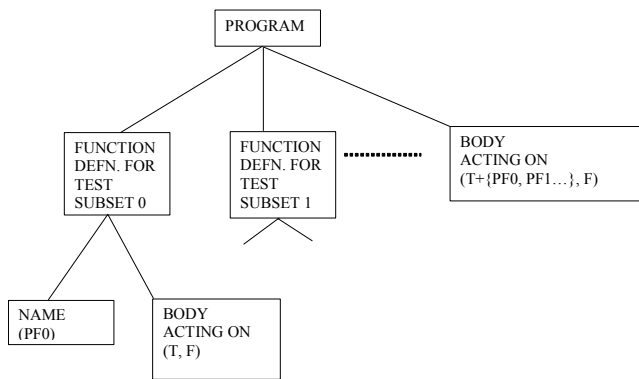 PROGRAM
FUNCTION
DEFN. FOR
TEST
SUBSET 0
FUNCTION
DEFN. FOR
TEST
SUBSET 1
BODY
ACTING ON
(T+{PF0, PF1…}, F)
NAME
(PF0)
BODY
ACTING ON
(T, F)